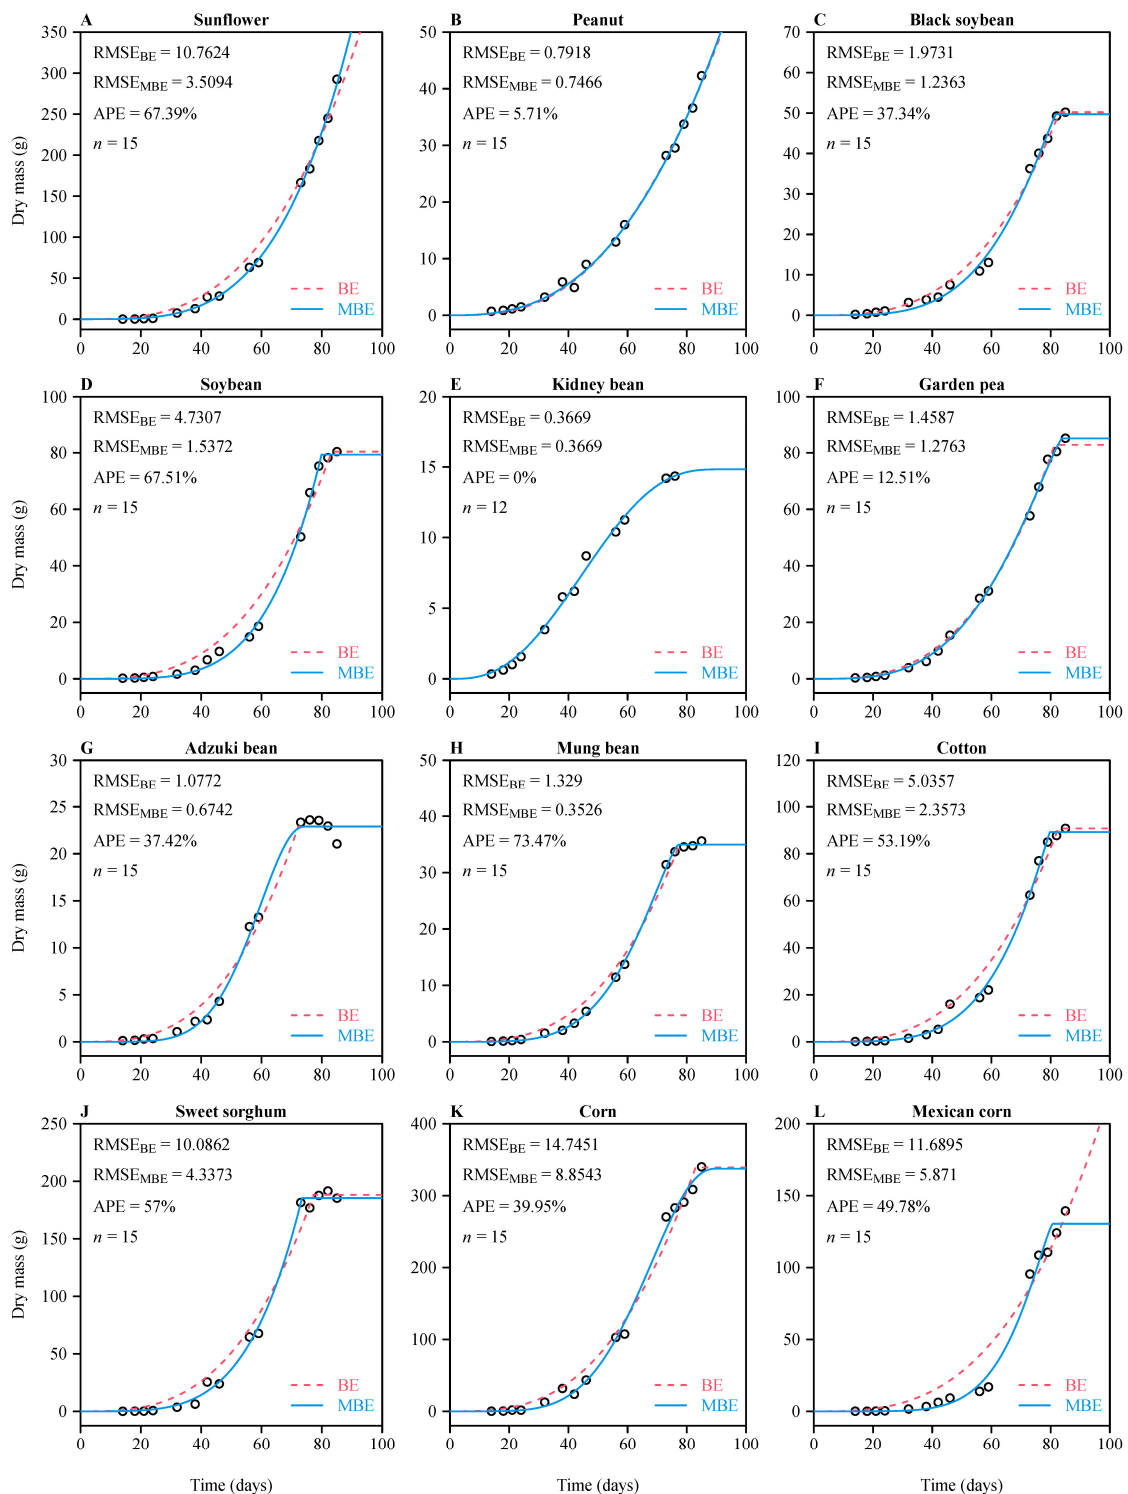 A Sunflower
350
300
250
200
150
100
50
0
RMSE_BE = 10.7624
RMSE_MBE = 3.5094
APE = 67.39%
n = 15
BE
MBE
0 20 40 60 80 100
Dry mass (g)
B Peanut
50
40
30
20
10
0
RMSE_BE = 0.7918
RMSE_MBE = 0.7466
APE = 5.71%
n = 15
BE
MBE
0 20 40 60 80 100
C Black soybean
70
60
50
40
30
20
10
0
RMSE_BE = 1.9731
RMSE_MBE = 1.2363
APE = 37.34%
n = 15
BE
MBE
0 20 40 60 80 100
D Soybean
100
80
60
40
20
0
RMSE_BE = 4.7307
RMSE_MBE = 1.5372
APE = 67.51%
n = 15
BE
MBE
0 20 40 60 80 100
Dry mass (g)
E Kidney bean
20
15
10
5
0
RMSE_BE = 0.3669
RMSE_MBE = 0.3669
APE = 0%
n = 12
BE
MBE
0 20 40 60 80 100
F Garden pea
100
80
60
40
20
0
RMSE_BE = 1.4587
RMSE_MBE = 1.2763
APE = 12.51%
n = 15
BE
MBE
0 20 40 60 80 100
G Adzuki bean
30
25
20
15
10
5
0
RMSE_BE = 1.0772
RMSE_MBE = 0.6742
APE = 37.42%
n = 15
BE
MBE
0 20 40 60 80 100
Dry mass (g)
H Mung bean
50
40
30
20
10
0
RMSE_BE = 1.329
RMSE_MBE = 0.3526
APE = 73.47%
n = 15
BE
MBE
0 20 40 60 80 100
I Cotton
120
100
80
60
40
20
0
RMSE_BE = 5.0357
RMSE_MBE = 2.3573
APE = 53.19%
n = 15
BE
MBE
0 20 40 60 80 100
J Sweet sorghum
250
200
150
100
50
0
RMSE_BE = 10.0862
RMSE_MBE = 4.3373
APE = 57%
n = 15
BE
MBE
0 20 40 60 80 100
Dry mass (g)
Time (days)
K Corn
400
300
200
100
0
RMSE_BE = 14.7451
RMSE_MBE = 8.8543
APE = 39.95%
n = 15
BE
MBE
0 20 40 60 80 100
Time (days)
L Mexican corn
200
150
100
50
0
RMSE_BE = 11.6895
RMSE_MBE = 5.871
APE = 49.78%
n = 15
BE
MBE
0 20 40 60 80 100
Time (days)